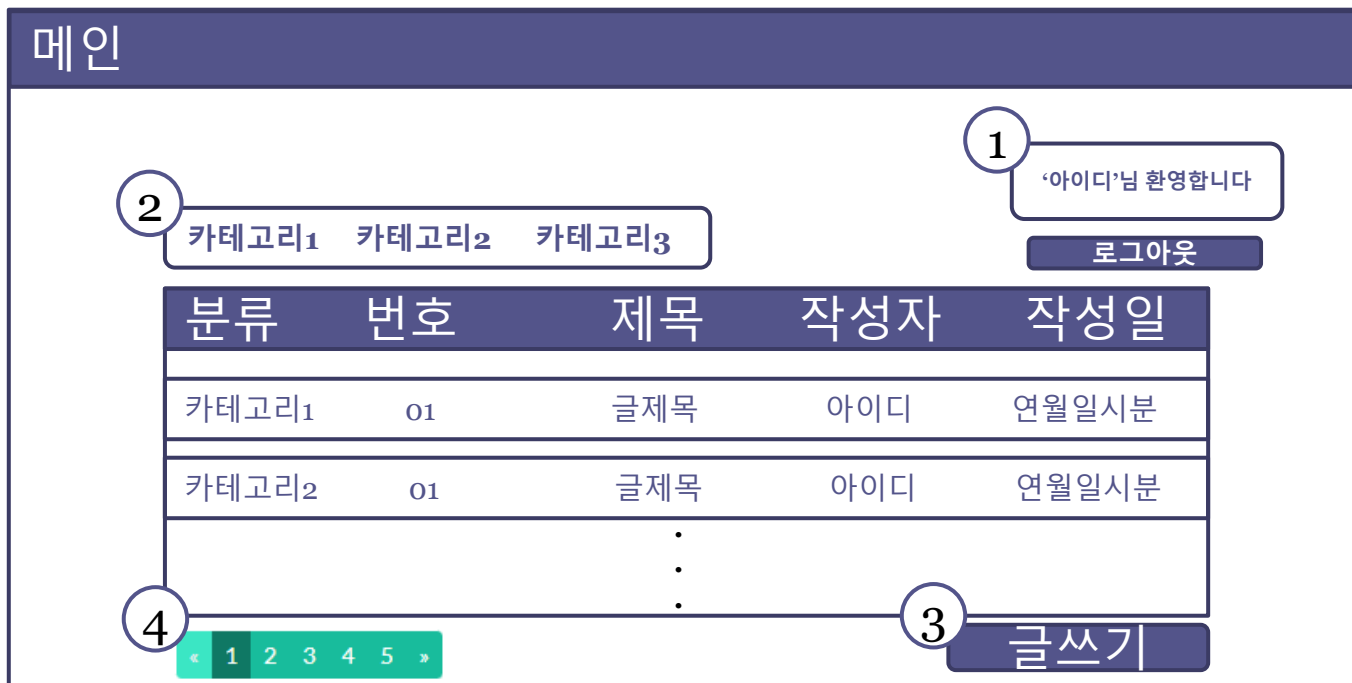 메인
1
‘아이디’님 환영합니다
2
카테고리1 카테고리2 카테고리3
로그아웃
분류 번호 제목 작성자 작성일
카테고리1 01 글제목 아이디 연월일시분
카테고리2 01 글제목 아이디 연월일시분
.
.
.
4
« 1 2 3 4 5 »
3
글쓰기